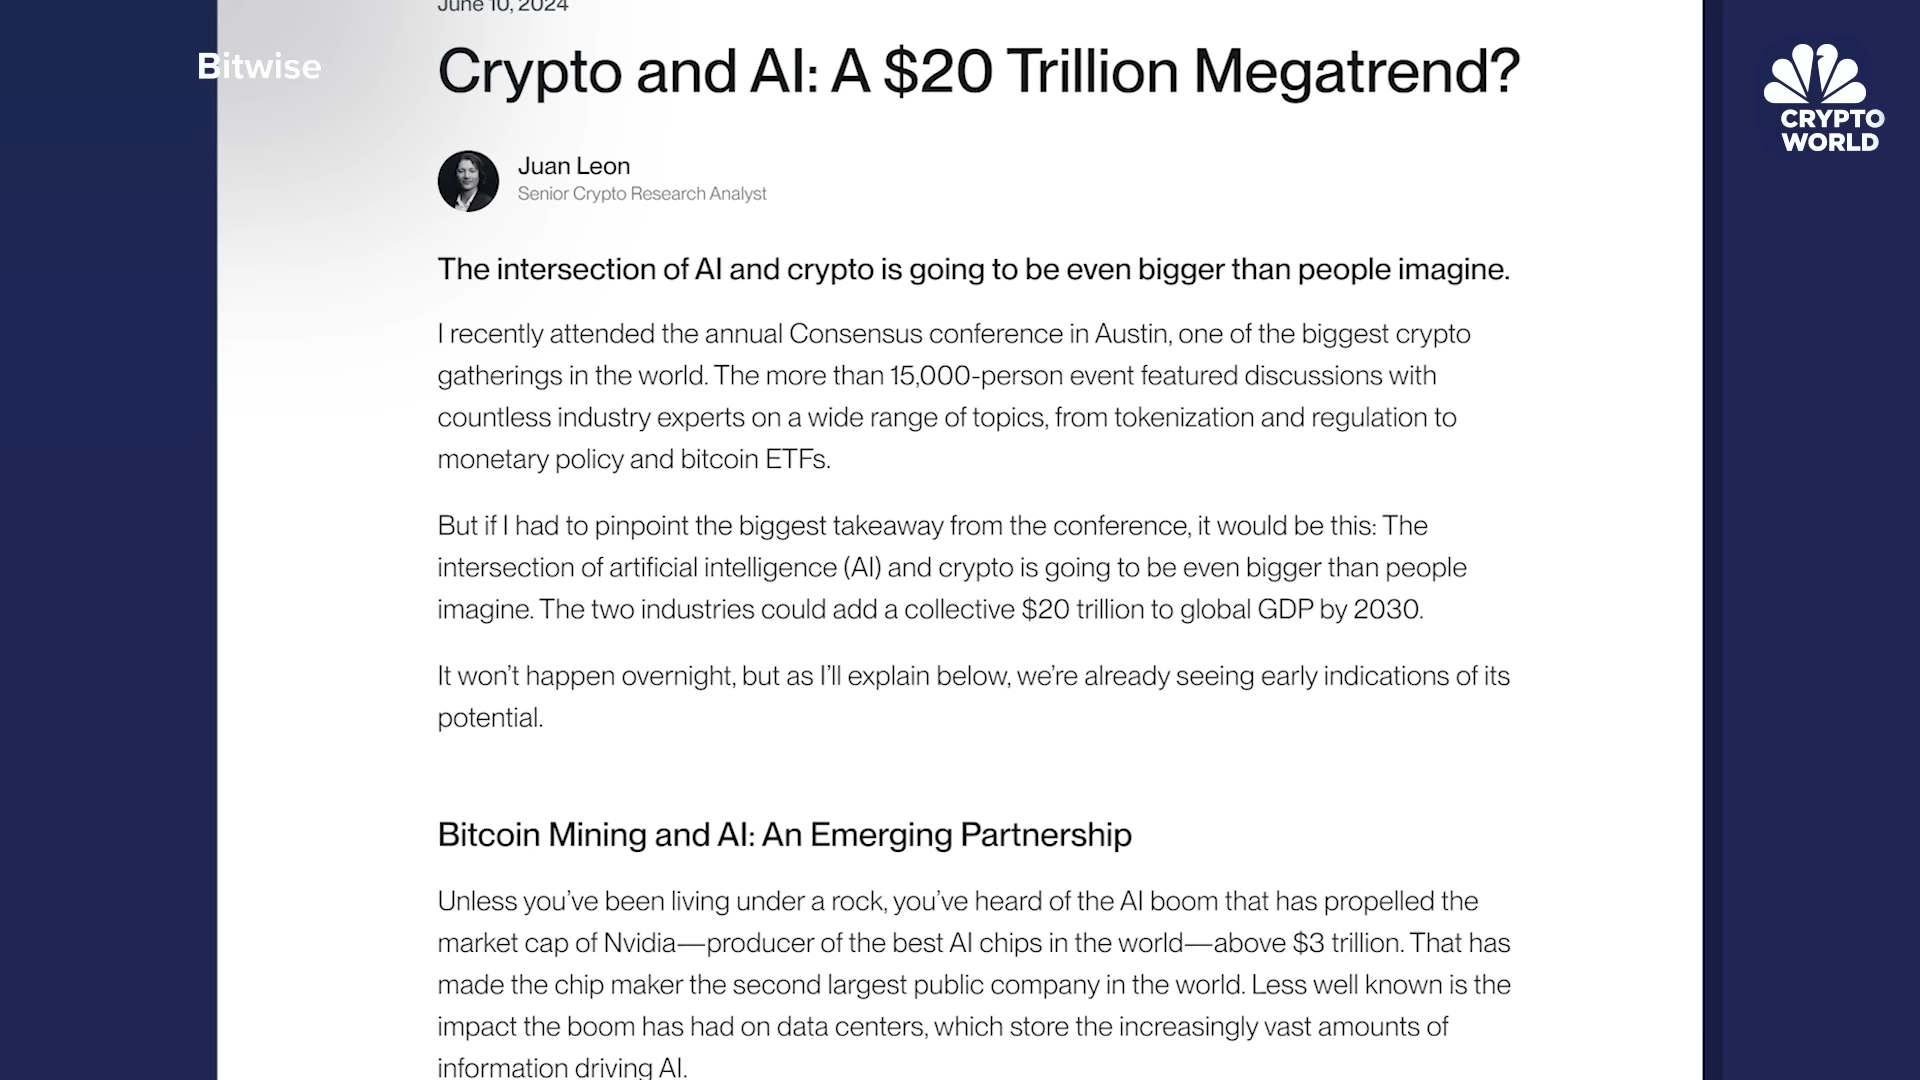 June 10, 2024
Bitwise
Crypto and AI: A $20 Trillion Megatrend?
CRYPTO
WORLD
Juan Leon
Senior Crypto Research Analyst
The intersection of AI and crypto is going to be even bigger than people imagine.
I recently attended the annual Consensus conference in Austin, one of the biggest crypto
gatherings in the world. The more than 15,000-person event featured discussions with
countless industry experts on a wide range of topics, from tokenization and regulation to
monetary policy and bitcoin ETFs.
But if I had to pinpoint the biggest takeaway from the conference, it would be this: The
intersection of artificial intelligence (AI) and crypto is going to be even bigger than people
imagine. The two industries could add a collective $20 trillion to global GDP by 2030.
It won’t happen overnight, but as I’ll explain below, we’re already seeing early indications of its
potential.
Bitcoin Mining and AI: An Emerging Partnership
Unless you’ve been living under a rock, you’ve heard of the AI boom that has propelled the
market cap of Nvidia—producer of the best AI chips in the world—above $3 trillion. That has
made the chip maker the second largest public company in the world. Less well known is the
impact the boom has had on data centers, which store the increasingly vast amounts of
information driving AI.